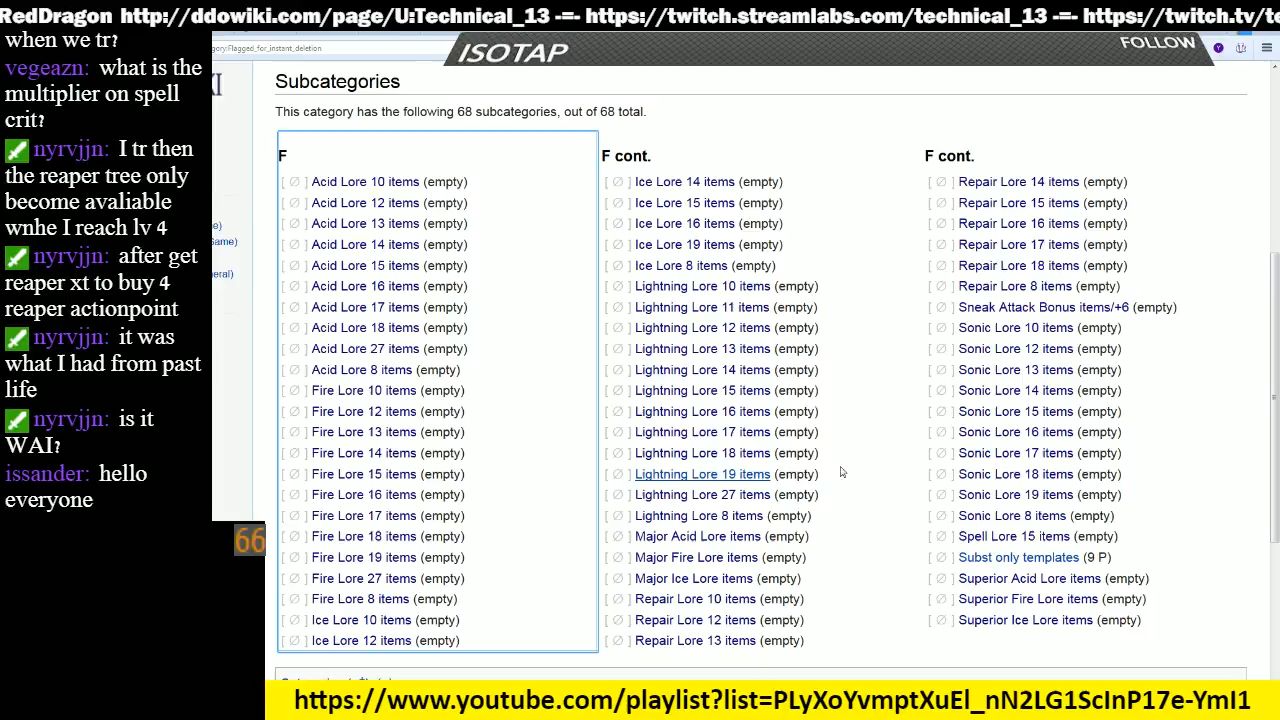 RedDragon http://ddowiki.com/page/U:Technical_13 -=- https://twitch.streamlabs.com/technical_13 -=- https://twitch.tv/te
when we tr?
vegeazn: what is the
multiplier on spell
crit?
nyrvjjn: I tr then
the reaper tree only
become avaliable
wnhe I reach lv 4
nyrvjjn: after get
reaper xt to buy 4
reaper actionpoint
nyrvjjn: it was
what I had from past
life
nyrvjjn: is it
WAI?
issander: hello
everyone
66
gory:Flagged_for_instant_deletion
ISOTAP
FOLLOW
Subcategories
This category has the following 68 subcategories, out of 68 total.
F
[ ∅ ] Acid Lore 10 items (empty)
[ ∅ ] Acid Lore 12 items (empty)
[ ∅ ] Acid Lore 13 items (empty)
[ ∅ ] Acid Lore 14 items (empty)
[ ∅ ] Acid Lore 15 items (empty)
[ ∅ ] Acid Lore 16 items (empty)
[ ∅ ] Acid Lore 17 items (empty)
[ ∅ ] Acid Lore 18 items (empty)
[ ∅ ] Acid Lore 27 items (empty)
[ ∅ ] Acid Lore 8 items (empty)
[ ∅ ] Fire Lore 10 items (empty)
[ ∅ ] Fire Lore 12 items (empty)
[ ∅ ] Fire Lore 13 items (empty)
[ ∅ ] Fire Lore 14 items (empty)
[ ∅ ] Fire Lore 15 items (empty)
[ ∅ ] Fire Lore 16 items (empty)
[ ∅ ] Fire Lore 17 items (empty)
[ ∅ ] Fire Lore 18 items (empty)
[ ∅ ] Fire Lore 19 items (empty)
[ ∅ ] Fire Lore 27 items (empty)
[ ∅ ] Fire Lore 8 items (empty)
[ ∅ ] Ice Lore 10 items (empty)
[ ∅ ] Ice Lore 12 items (empty)
F cont.
[ ∅ ] Ice Lore 14 items (empty)
[ ∅ ] Ice Lore 15 items (empty)
[ ∅ ] Ice Lore 16 items (empty)
[ ∅ ] Ice Lore 19 items (empty)
[ ∅ ] Ice Lore 8 items (empty)
[ ∅ ] Lightning Lore 10 items (empty)
[ ∅ ] Lightning Lore 11 items (empty)
[ ∅ ] Lightning Lore 12 items (empty)
[ ∅ ] Lightning Lore 13 items (empty)
[ ∅ ] Lightning Lore 14 items (empty)
[ ∅ ] Lightning Lore 15 items (empty)
[ ∅ ] Lightning Lore 16 items (empty)
[ ∅ ] Lightning Lore 17 items (empty)
[ ∅ ] Lightning Lore 18 items (empty)
[ ∅ ] Lightning Lore 19 items (empty)
[ ∅ ] Lightning Lore 27 items (empty)
[ ∅ ] Lightning Lore 8 items (empty)
[ ∅ ] Major Acid Lore items (empty)
[ ∅ ] Major Fire Lore items (empty)
[ ∅ ] Major Ice Lore items (empty)
[ ∅ ] Repair Lore 10 items (empty)
[ ∅ ] Repair Lore 12 items (empty)
[ ∅ ] Repair Lore 13 items (empty)
F cont.
[ ∅ ] Repair Lore 14 items (empty)
[ ∅ ] Repair Lore 15 items (empty)
[ ∅ ] Repair Lore 16 items (empty)
[ ∅ ] Repair Lore 17 items (empty)
[ ∅ ] Repair Lore 18 items (empty)
[ ∅ ] Repair Lore 8 items (empty)
[ ∅ ] Sneak Attack Bonus items/+6 (empty)
[ ∅ ] Sonic Lore 10 items (empty)
[ ∅ ] Sonic Lore 12 items (empty)
[ ∅ ] Sonic Lore 13 items (empty)
[ ∅ ] Sonic Lore 14 items (empty)
[ ∅ ] Sonic Lore 15 items (empty)
[ ∅ ] Sonic Lore 16 items (empty)
[ ∅ ] Sonic Lore 17 items (empty)
[ ∅ ] Sonic Lore 18 items (empty)
[ ∅ ] Sonic Lore 19 items (empty)
[ ∅ ] Sonic Lore 8 items (empty)
[ ∅ ] Spell Lore 15 items (empty)
[ ∅ ] Subst only templates (9 P)
[ ∅ ] Superior Acid Lore items (empty)
[ ∅ ] Superior Fire Lore items (empty)
[ ∅ ] Superior Ice Lore items (empty)
https://www.youtube.com/playlist?list=PLyXoYvmptXuEl_nN2LG1ScInP17e-YmI1